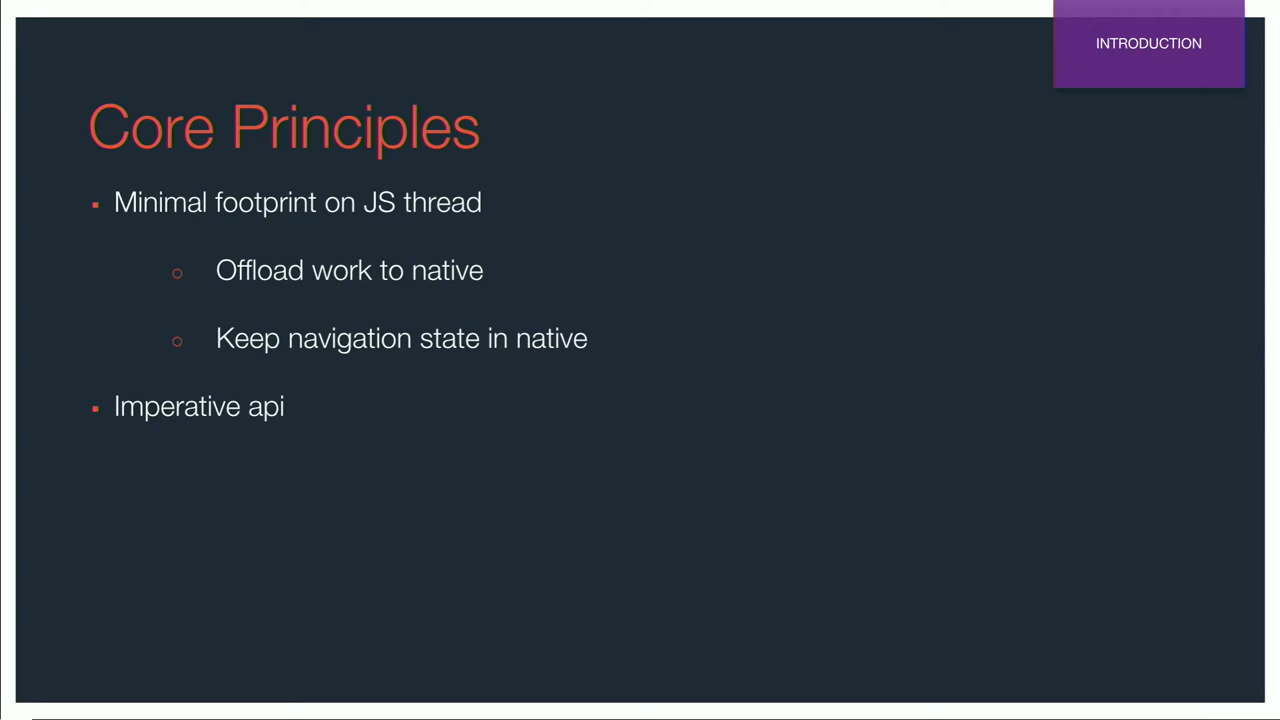 INTRODUCTION
Core Principles
▪ Minimal footprint on JS thread
○ Offload work to native
○ Keep navigation state in native
▪ Imperative api